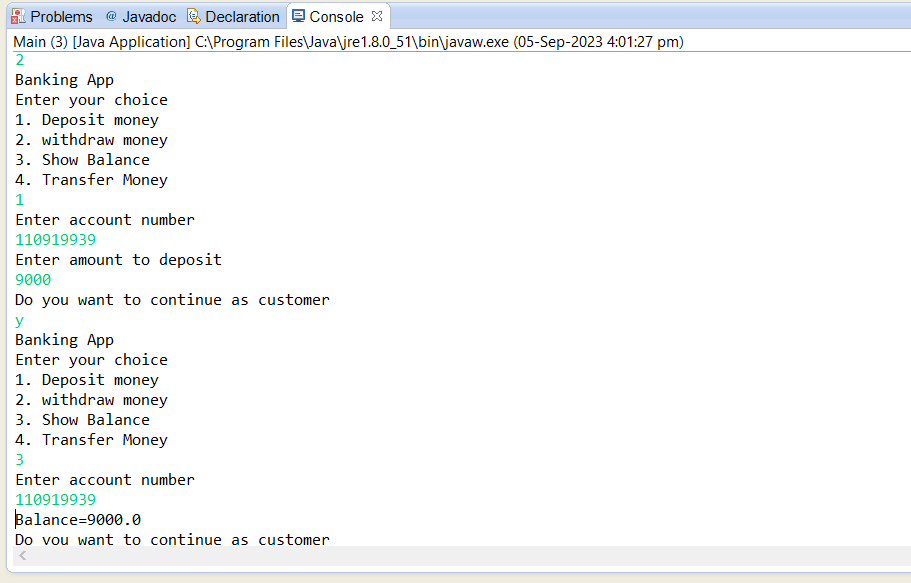 Problems @ Javadoc Declaration Console
Main (3) [Java Application] C:\Program Files\Java\jre1.8.0_51\bin\javaw.exe (05-Sep-2023 4:01:27 pm)
2
Banking App
Enter your choice
1. Deposit money
2. withdraw money
3. Show Balance
4. Transfer Money
1
Enter account number
110919939
Enter amount to deposit
9000
Do you want to continue as customer
y
Banking App
Enter your choice
1. Deposit money
2. withdraw money
3. Show Balance
4. Transfer Money
3
Enter account number
110919939
Balance=9000.0
Do you want to continue as customer